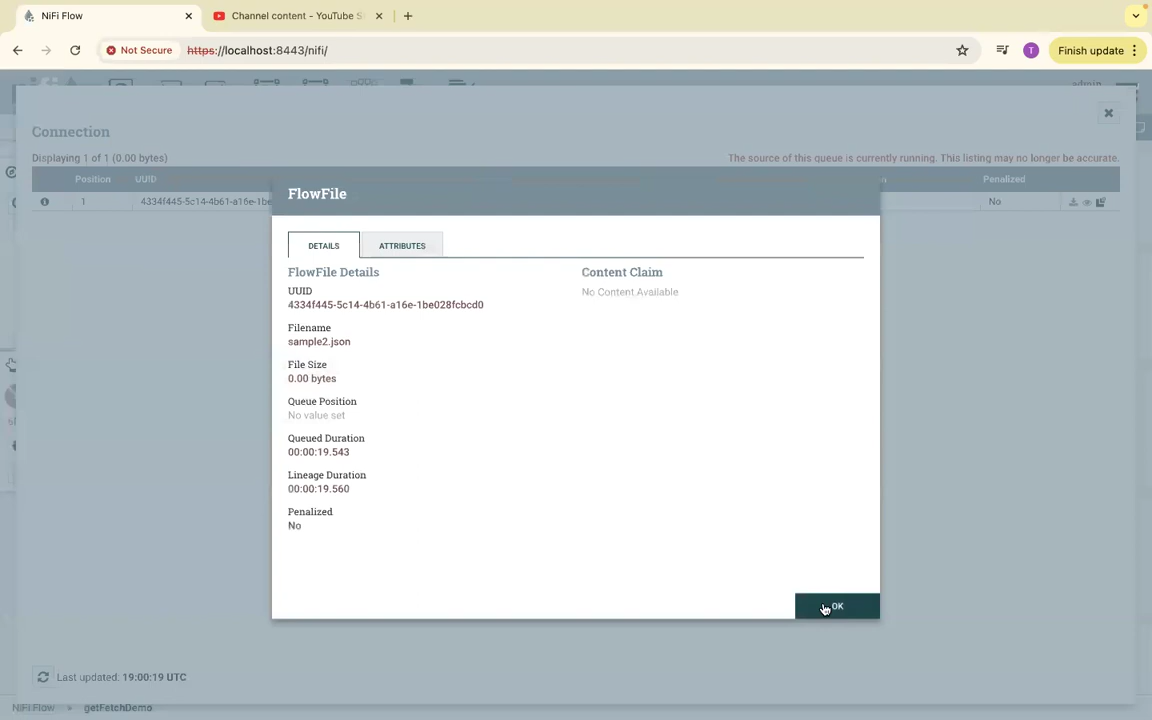 NiFi Flow
Channel content - YouTube S
Not Secure
https://localhost:8443/nifi/
T
Finish update
admin
Connection
Displaying 1 of 1 (0.00 bytes)
The source of this queue is currently running. This listing may no longer be accurate.
Position
UUID
Penalized
1
4334f445-5c14-4b61-a16e-1be
No
FlowFile
DETAILS
ATTRIBUTES
FlowFile Details
Content Claim
UUID
No Content Available
4334f445-5c14-4b61-a16e-1be028fcbcd0
Filename
sample2.json
File Size
0.00 bytes
Queue Position
No value set
Queued Duration
00:00:19.543
Lineage Duration
00:00:19.560
Penalized
No
OK
Last updated: 19:00:19 UTC
NiFi Flow » getFetchDemo